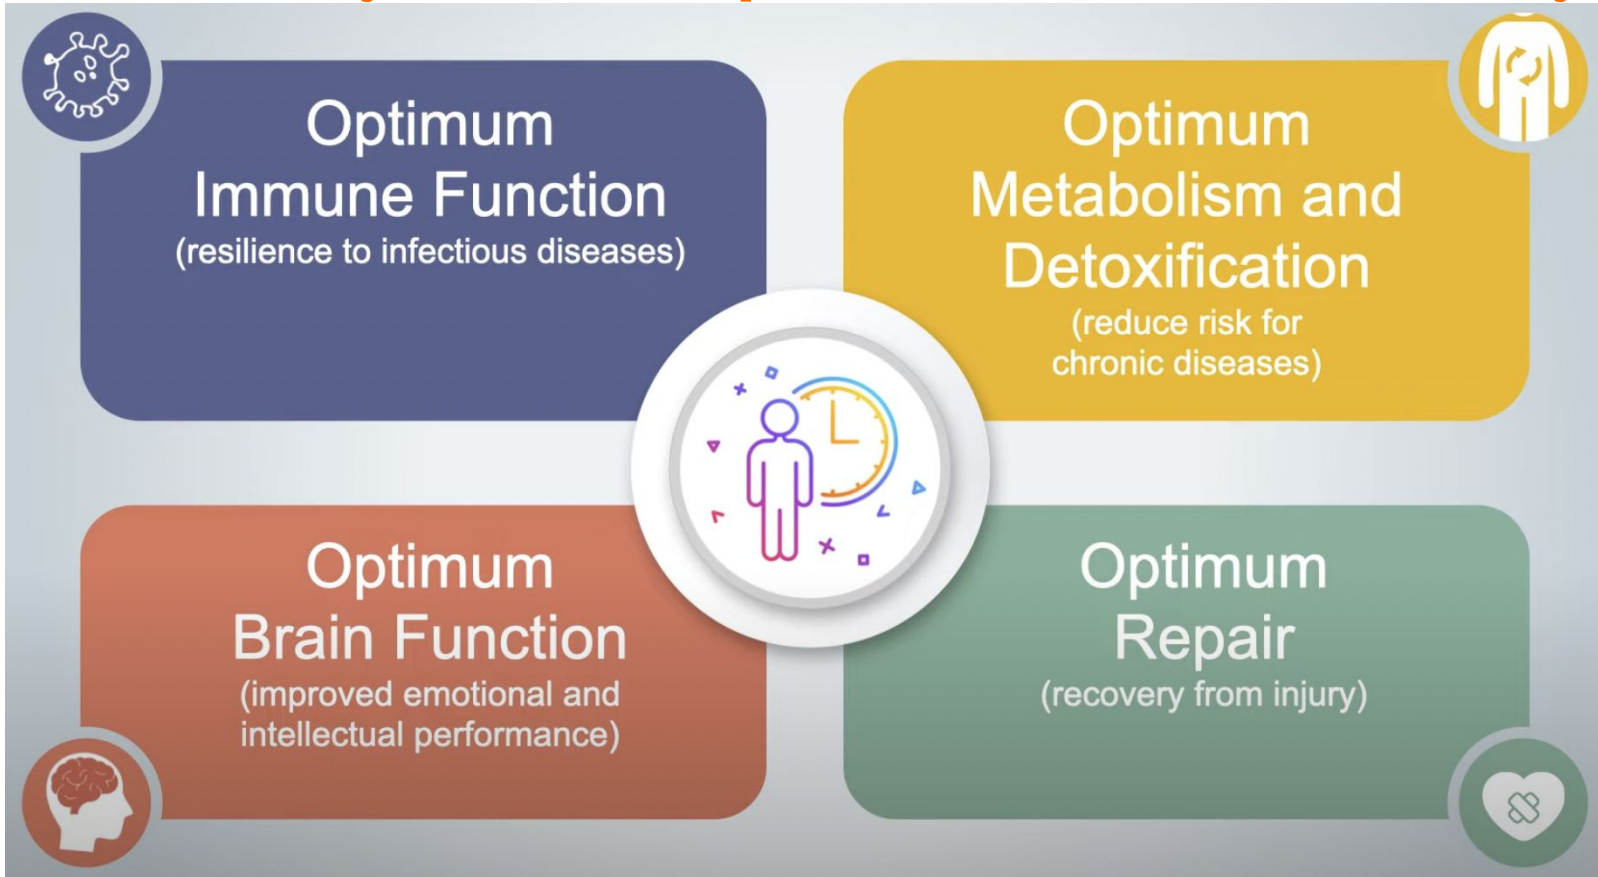 Optimum
Immune Function
(resilience to infectious diseases)
Optimum
Metabolism and
Detoxification
(reduce risk for
chronic diseases)
Optimum
Brain Function
(improved emotional and
intellectual performance)
Optimum
Repair
(recovery from injury)